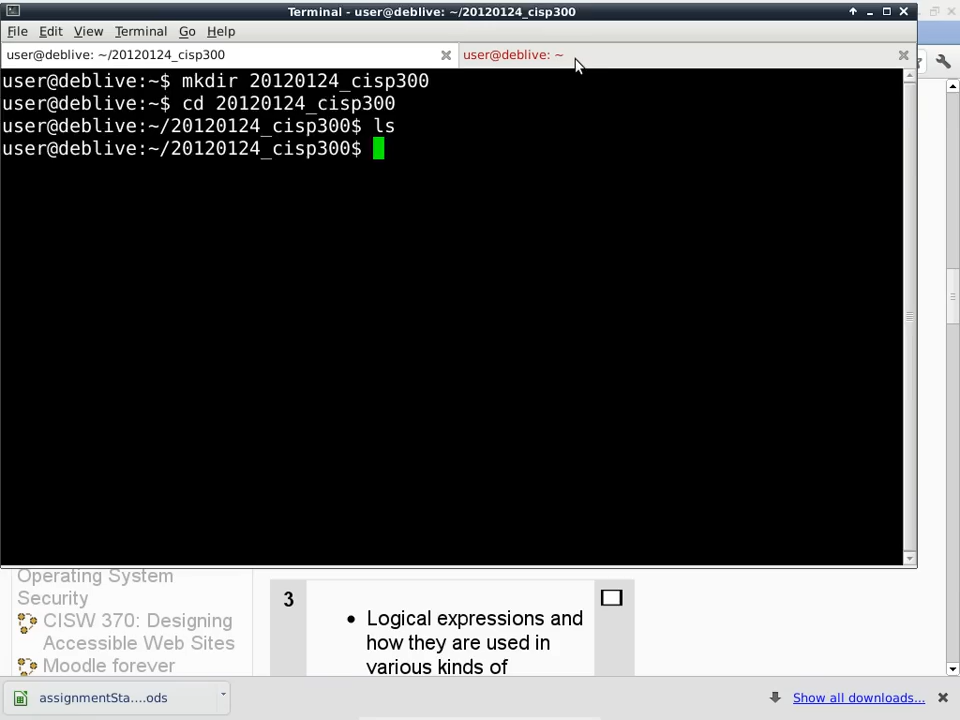 Terminal - user@deblive: ~/20120124_cisp300
File Edit View Terminal Go Help
user@deblive: ~/20120124_cisp300
user@deblive: ~
user@deblive:~$ mkdir 20120124_cisp300
user@deblive:~$ cd 20120124_cisp300
user@deblive:~/20120124_cisp300$ ls
user@deblive:~/20120124_cisp300$
Operating System
Security
CISW 370: Designing
Accessible Web Sites
Moodle forever
3
• Logical expressions and
how they are used in
various kinds of
assignmentSta....ods
Show all downloads...